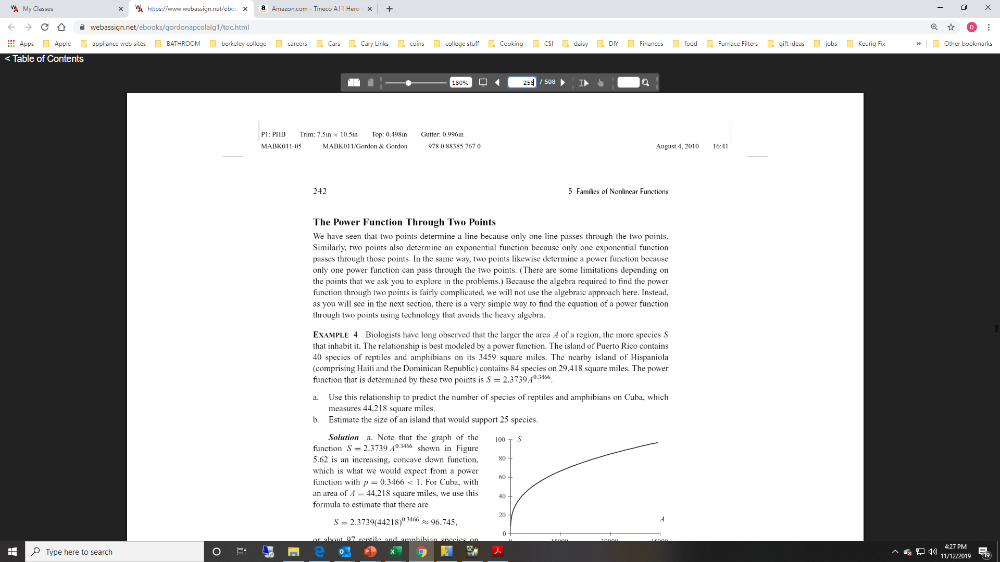 My Classes
https://www.webassign.net/eboo
Amazon.com - Tineco A11 Hero
webassign.net/ebooks/gordonapcolalg1/toc.html
D
Apps Apple appliance web sites BATHROOM berkeley college careers Cars Cary Links coins college stuff Cooking CSI daisy DIY Finances food Furnace Filters gift ideas jobs Keurig Fix » Other bookmarks
< Table of Contents
180% 258 / 508
P1: PHB Trim: 7.5in × 10.5in Top: 0.498in Gutter: 0.996in
MABK011-05 MABK011/Gordon & Gordon 978 0 88385 767 0 August 4, 2010 16:41
242 5 Families of Nonlinear Functions
The Power Function Through Two Points
We have seen that two points determine a line because only one line passes through the two points.
Similarly, two points also determine an exponential function because only one exponential function
passes through those points. In the same way, two points likewise determine a power function because
only one power function can pass through the two points. (There are some limitations depending on
the points that we ask you to explore in the problems.) Because the algebra required to find the power
function through two points is fairly complicated, we will not use the algebraic approach here. Instead,
as you will see in the next section, there is a very simple way to find the equation of a power function
through two points using technology that avoids the heavy algebra.
EXAMPLE 4 Biologists have long observed that the larger the area A of a region, the more species S
that inhabit it. The relationship is best modeled by a power function. The island of Puerto Rico contains
40 species of reptiles and amphibians on its 3459 square miles. The nearby island of Hispaniola
(comprising Haiti and the Dominican Republic) contains 84 species on 29,418 square miles. The power
function that is determined by these two points is S = 2.3739A^0.3466.
a. Use this relationship to predict the number of species of reptiles and amphibians on Cuba, which
measures 44,218 square miles.
b. Estimate the size of an island that would support 25 species.
Solution a. Note that the graph of the
function S = 2.3739 A^0.3466 shown in Figure
5.62 is an increasing, concave down function,
which is what we would expect from a power
function with p = 0.3466 < 1. For Cuba, with
an area of A = 44,218 square miles, we use this
formula to estimate that there are
S = 2.3739(44218)^0.3466 ≈ 96.745,
or about 97 reptile and amphibian species on
100 S
80
60
40
20
A
0
0 15000 30000 45000
Type here to search
4:27 PM
11/12/2019
19